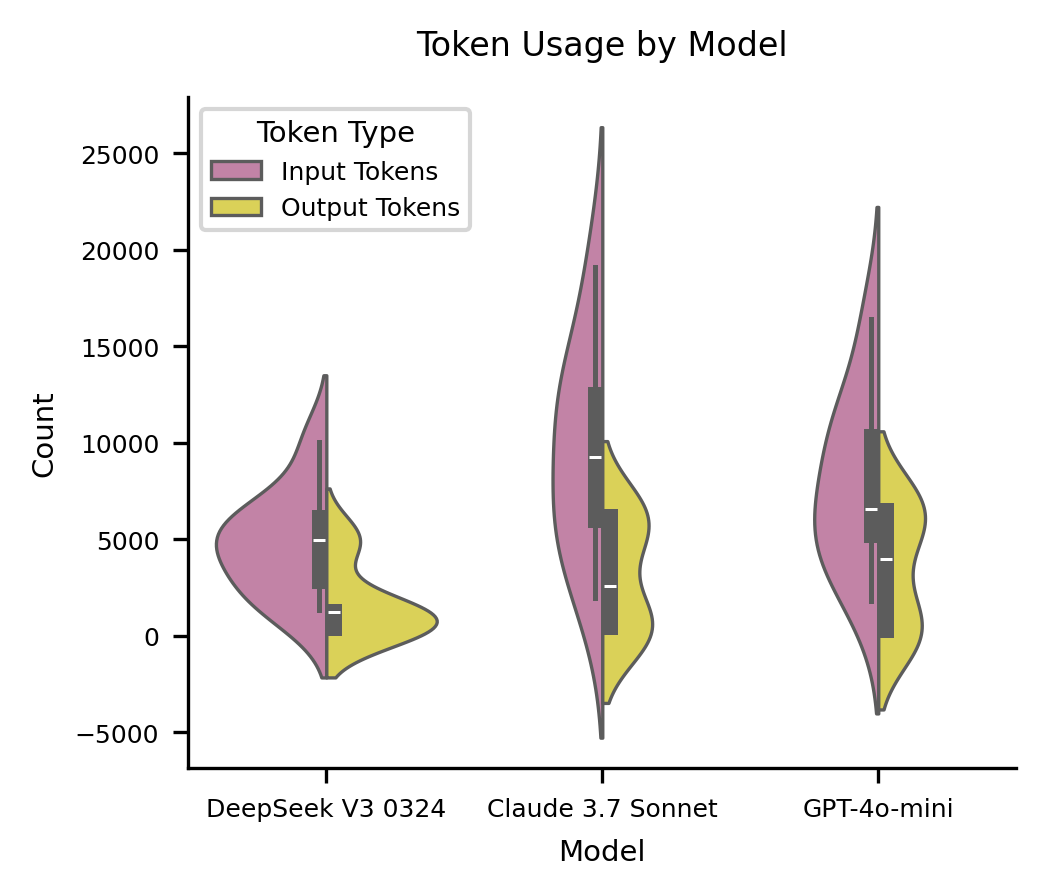 Token Usage by Model
Token Type
Input Tokens
Output Tokens
Count
25000
20000
15000
10000
5000
0
−5000
DeepSeek V3 0324
Claude 3.7 Sonnet
GPT-4o-mini
Model